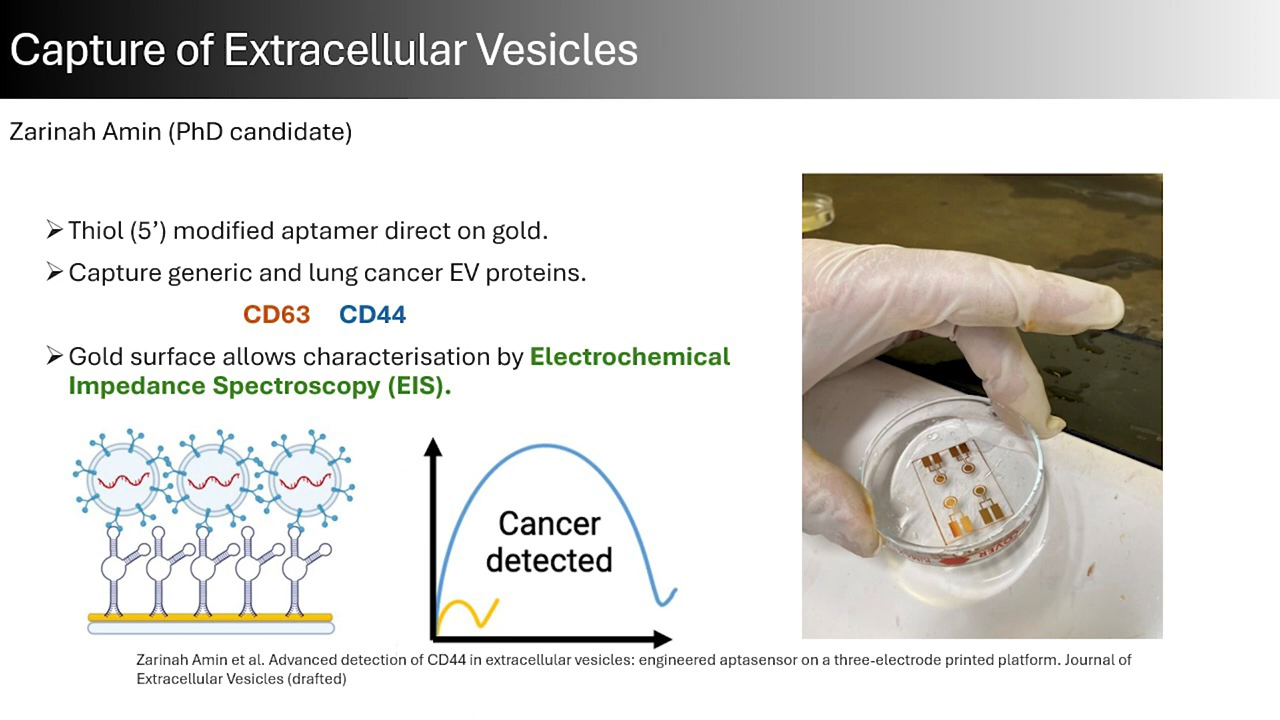 Capture of Extracellular Vesicles
Zarinah Amin (PhD candidate)
➢ Thiol (5’) modified aptamer direct on gold.
➢ Capture generic and lung cancer EV proteins.
CD63 CD44
➢ Gold surface allows characterisation by Electrochemical
Impedance Spectroscopy (EIS).
Cancer
detected
Zarinah Amin et al. Advanced detection of CD44 in extracellular vesicles: engineered aptasensor on a three-electrode printed platform. Journal of
Extracellular Vesicles (drafted)